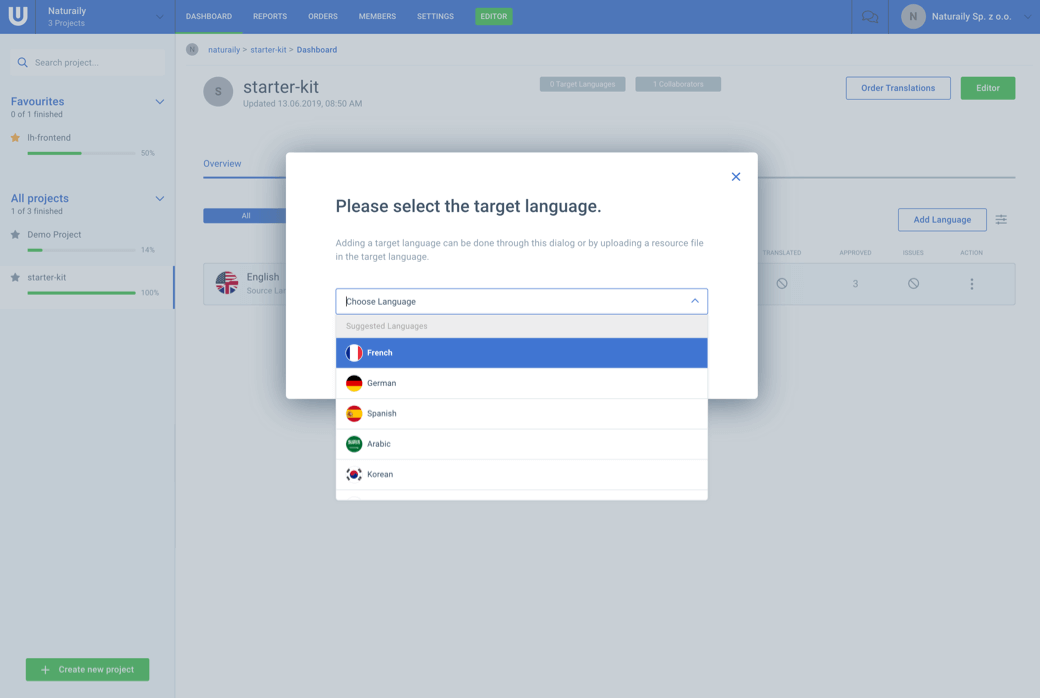 Naturaily
3 Projects
DASHBOARD
REPORTS
ORDERS
MEMBERS
SETTINGS
EDITOR
N
Naturaily Sp. z o.o.
Search project...
N
naturaily > starter-kit > Dashboard
S
starter-kit
Updated 13.06.2019, 08:50 AM
0 Target Languages
1 Collaborators
Order Translations
Editor
Favourites
0 of 1 finished
lh-frontend
50%
All projects
1 of 3 finished
Demo Project
14%
starter-kit
100%
Create new project
Overview
All
Add Language
TRANSLATED
APPROVED
ISSUES
ACTION
English
Source Lan
3
Please select the target language.
Adding a target language can be done through this dialog or by uploading a resource file
in the target language.
Choose Language
Suggested Languages
French
German
Spanish
Arabic
Korean